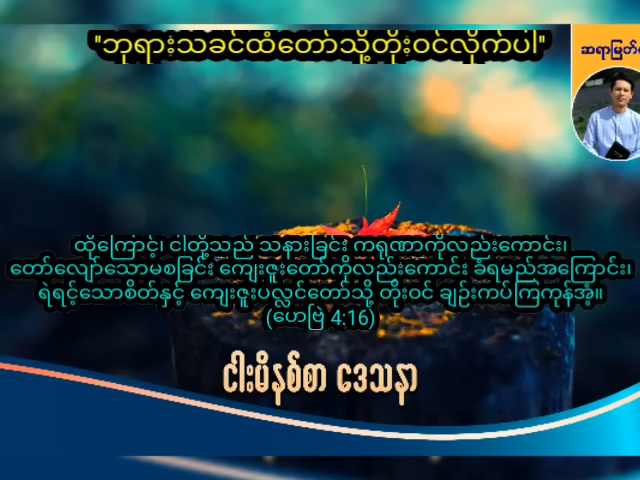 "ဘုရားသခင်ထံတော်သို့တိုးဝင်လိုက်ပါ"
ဆရာမြတ်
ထိုကြောင့်၊ ငါတို့သည် သနားခြင်း ကရုဏာကိုလည်းကောင်း၊
တော်လျော်သောမစခြင်း ကျေးဇူးတော်ကိုလည်းကောင်း ခံရမည်အကြောင်း၊
ရဲရင့်သောစိတ်နှင့် ကျေးဇူးပလ္လင်တော်သို့ တိုးဝင် ချဉ်းကပ်ကြကုန်အံ့။
(ဟေဗြဲ 4:16)
ငါးမိနစ်စာ ဒေသနာ